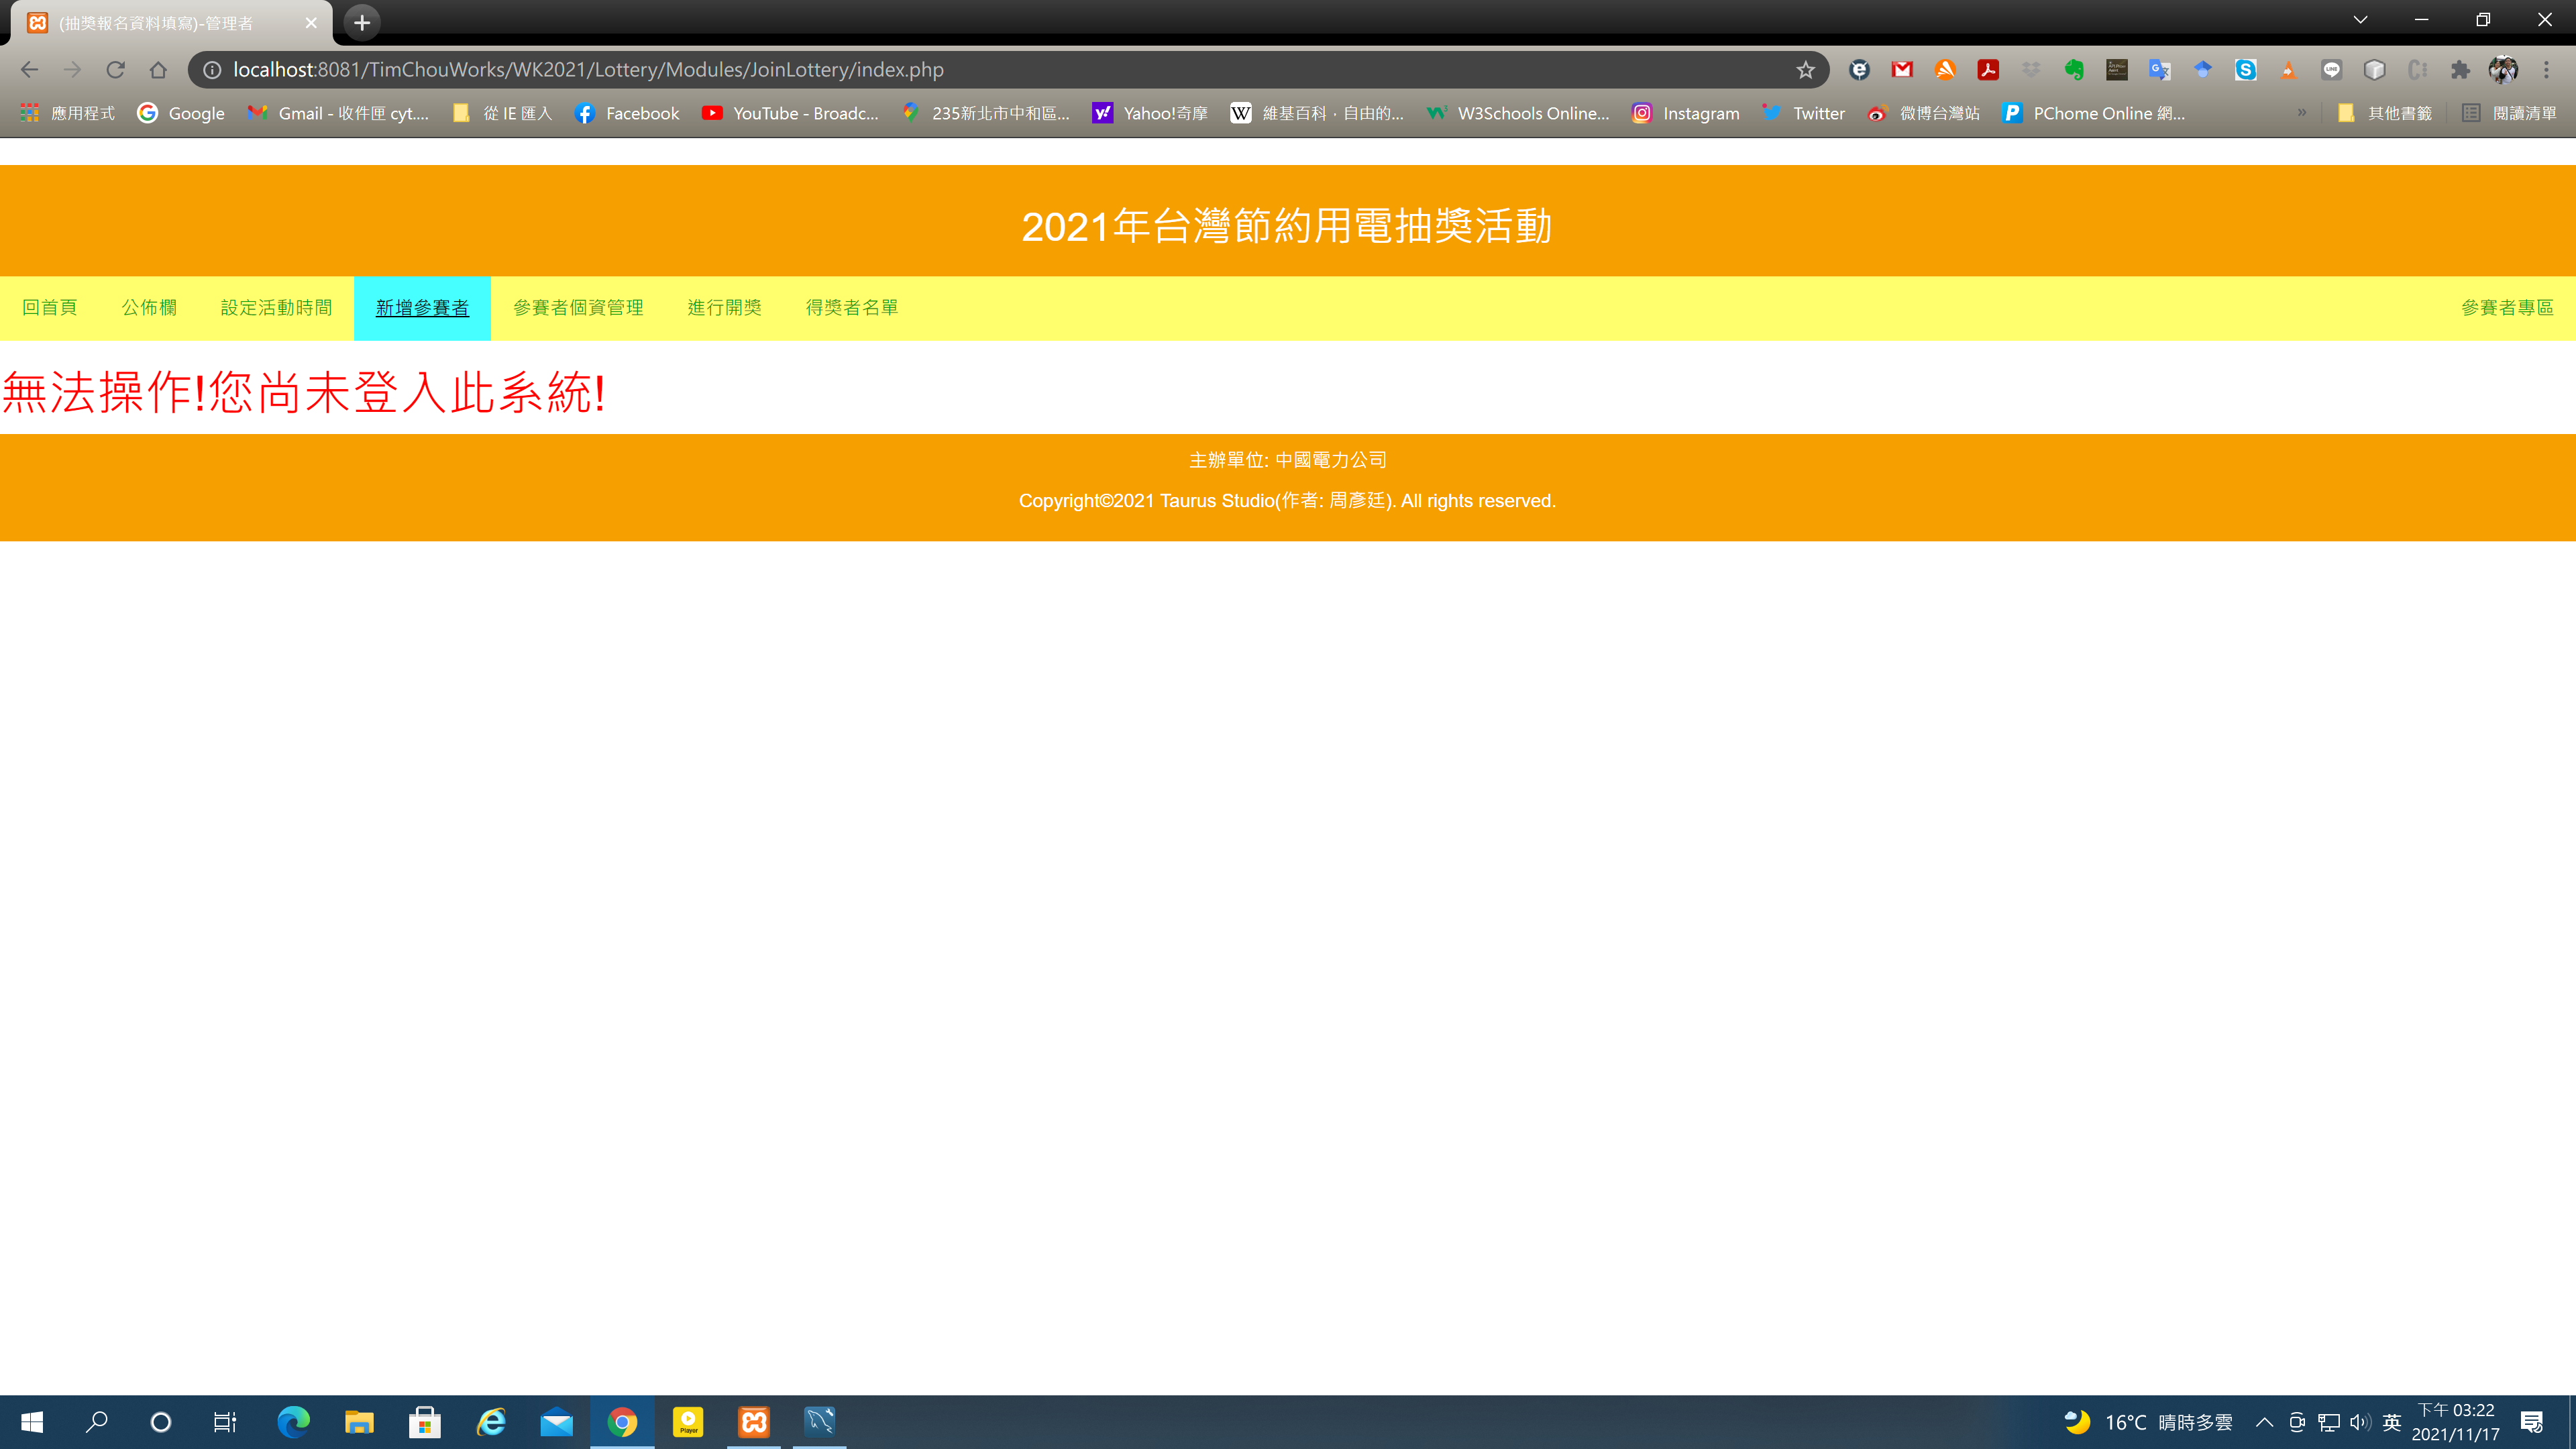 (抽獎報名資料填寫)-管理者
localhost:8081/TimChouWorks/WK2021/Lottery/Modules/JoinLottery/index.php
應用程式 Google Gmail - 收件匣 cyt.... 從 IE 匯入 Facebook YouTube - Broadc... 235新北市中和區... Yahoo!奇摩 維基百科，自由的... W3Schools Online... Instagram Twitter 微博台灣站 PChome Online 網... » 其他書籤 閱讀清單
2021年台灣節約用電抽獎活動
回首頁 公佈欄 設定活動時間 新增參賽者 參賽者個資管理 進行開獎 得獎者名單 參賽者專區
無法操作!您尚未登入此系統!
主辦單位: 中國電力公司
Copyright©2021 Taurus Studio(作者: 周彥廷). All rights reserved.
Player
16°C 晴時多雲 英 下午 03:22
2021/11/17